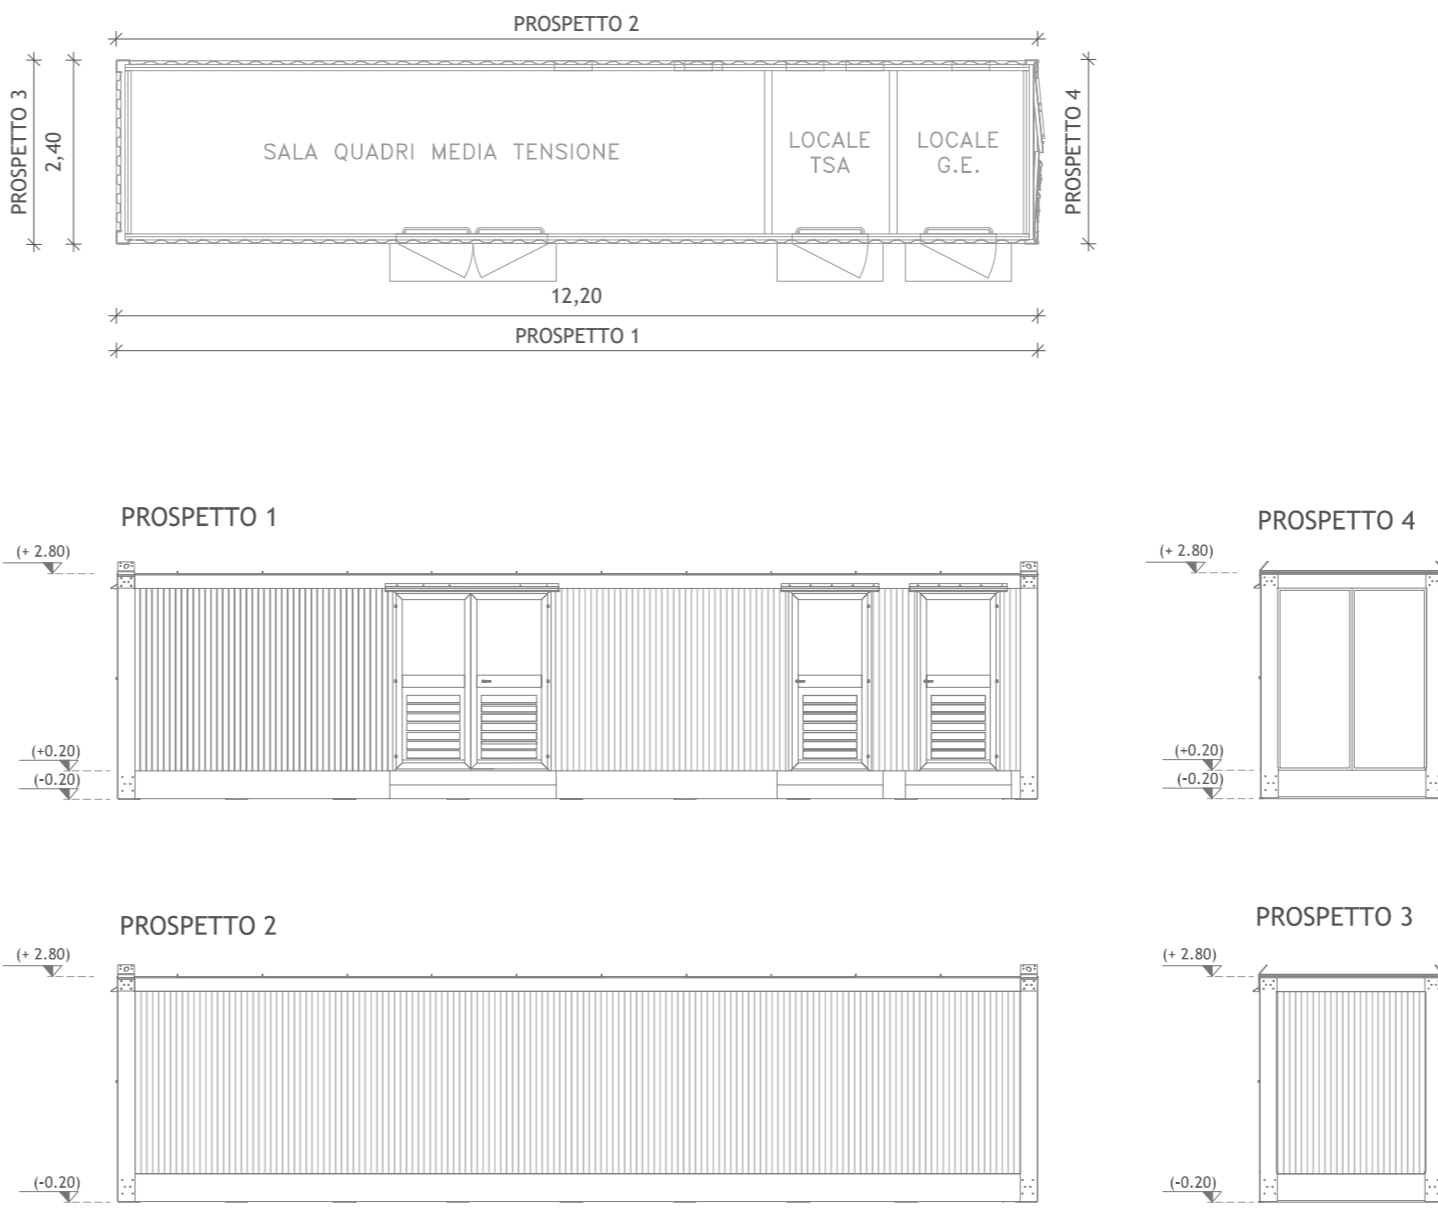 PROSPETTO 2
PROSPETTO 3
2,40
SALA QUADRI MEDIA TENSIONE
LOCALE
TSA
LOCALE
G.E.
PROSPETTO 4
12,20
PROSPETTO 1
PROSPETTO 1
(+ 2.80)
(+0.20)
(-0.20)
PROSPETTO 4
(+ 2.80)
(+0.20)
(-0.20)
PROSPETTO 2
(+ 2.80)
(-0.20)
PROSPETTO 3
(+ 2.80)
(-0.20)